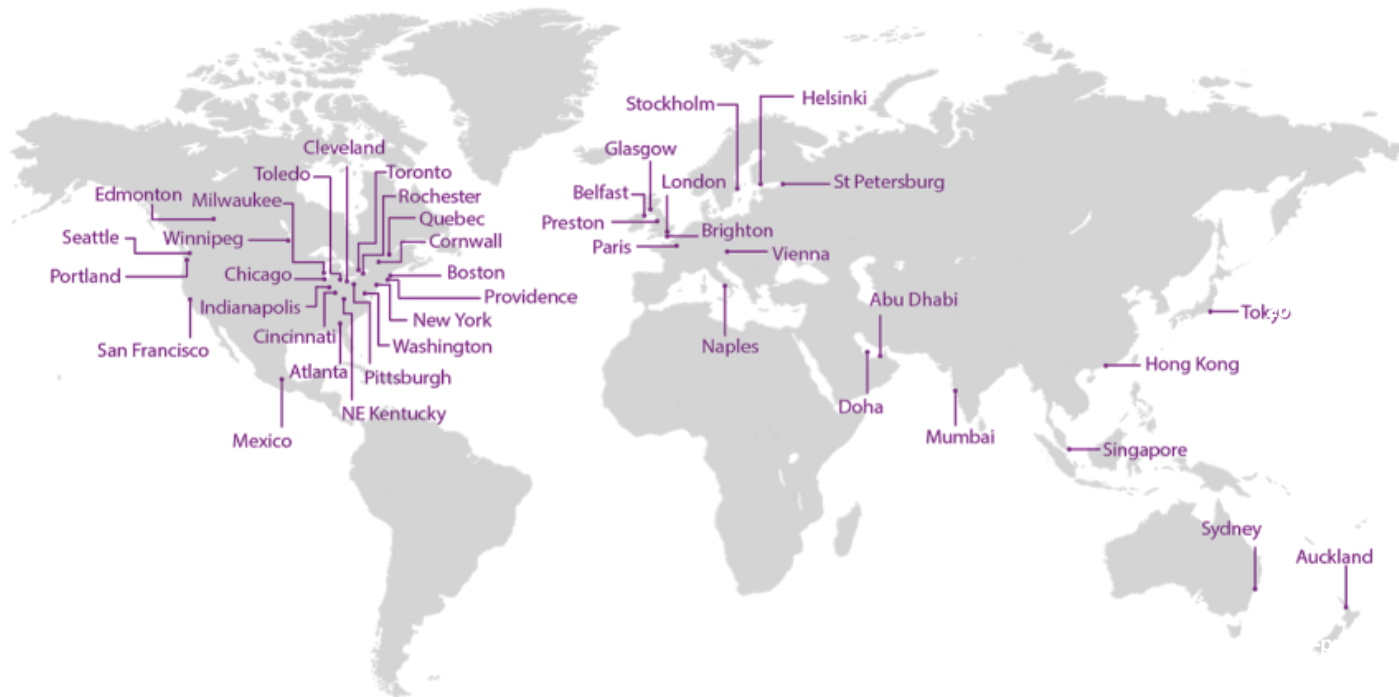 Stockholm
Helsinki
Cleveland
Glasgow
Toledo
Toronto
London
St Petersburg
Edmonton
Milwaukee
Rochester
Belfast
Quebec
Preston
Brighton
Seattle
Winnipeg
Cornwall
Paris
Vienna
Portland
Chicago
Boston
Indianapolis
Providence
Abu Dhabi
New York
Tokyo
Cincinnati
Washington
Naples
San Francisco
Atlanta
Pittsburgh
Hong Kong
NE Kentucky
Doha
Mexico
Mumbai
Singapore
Sydney
Auckland